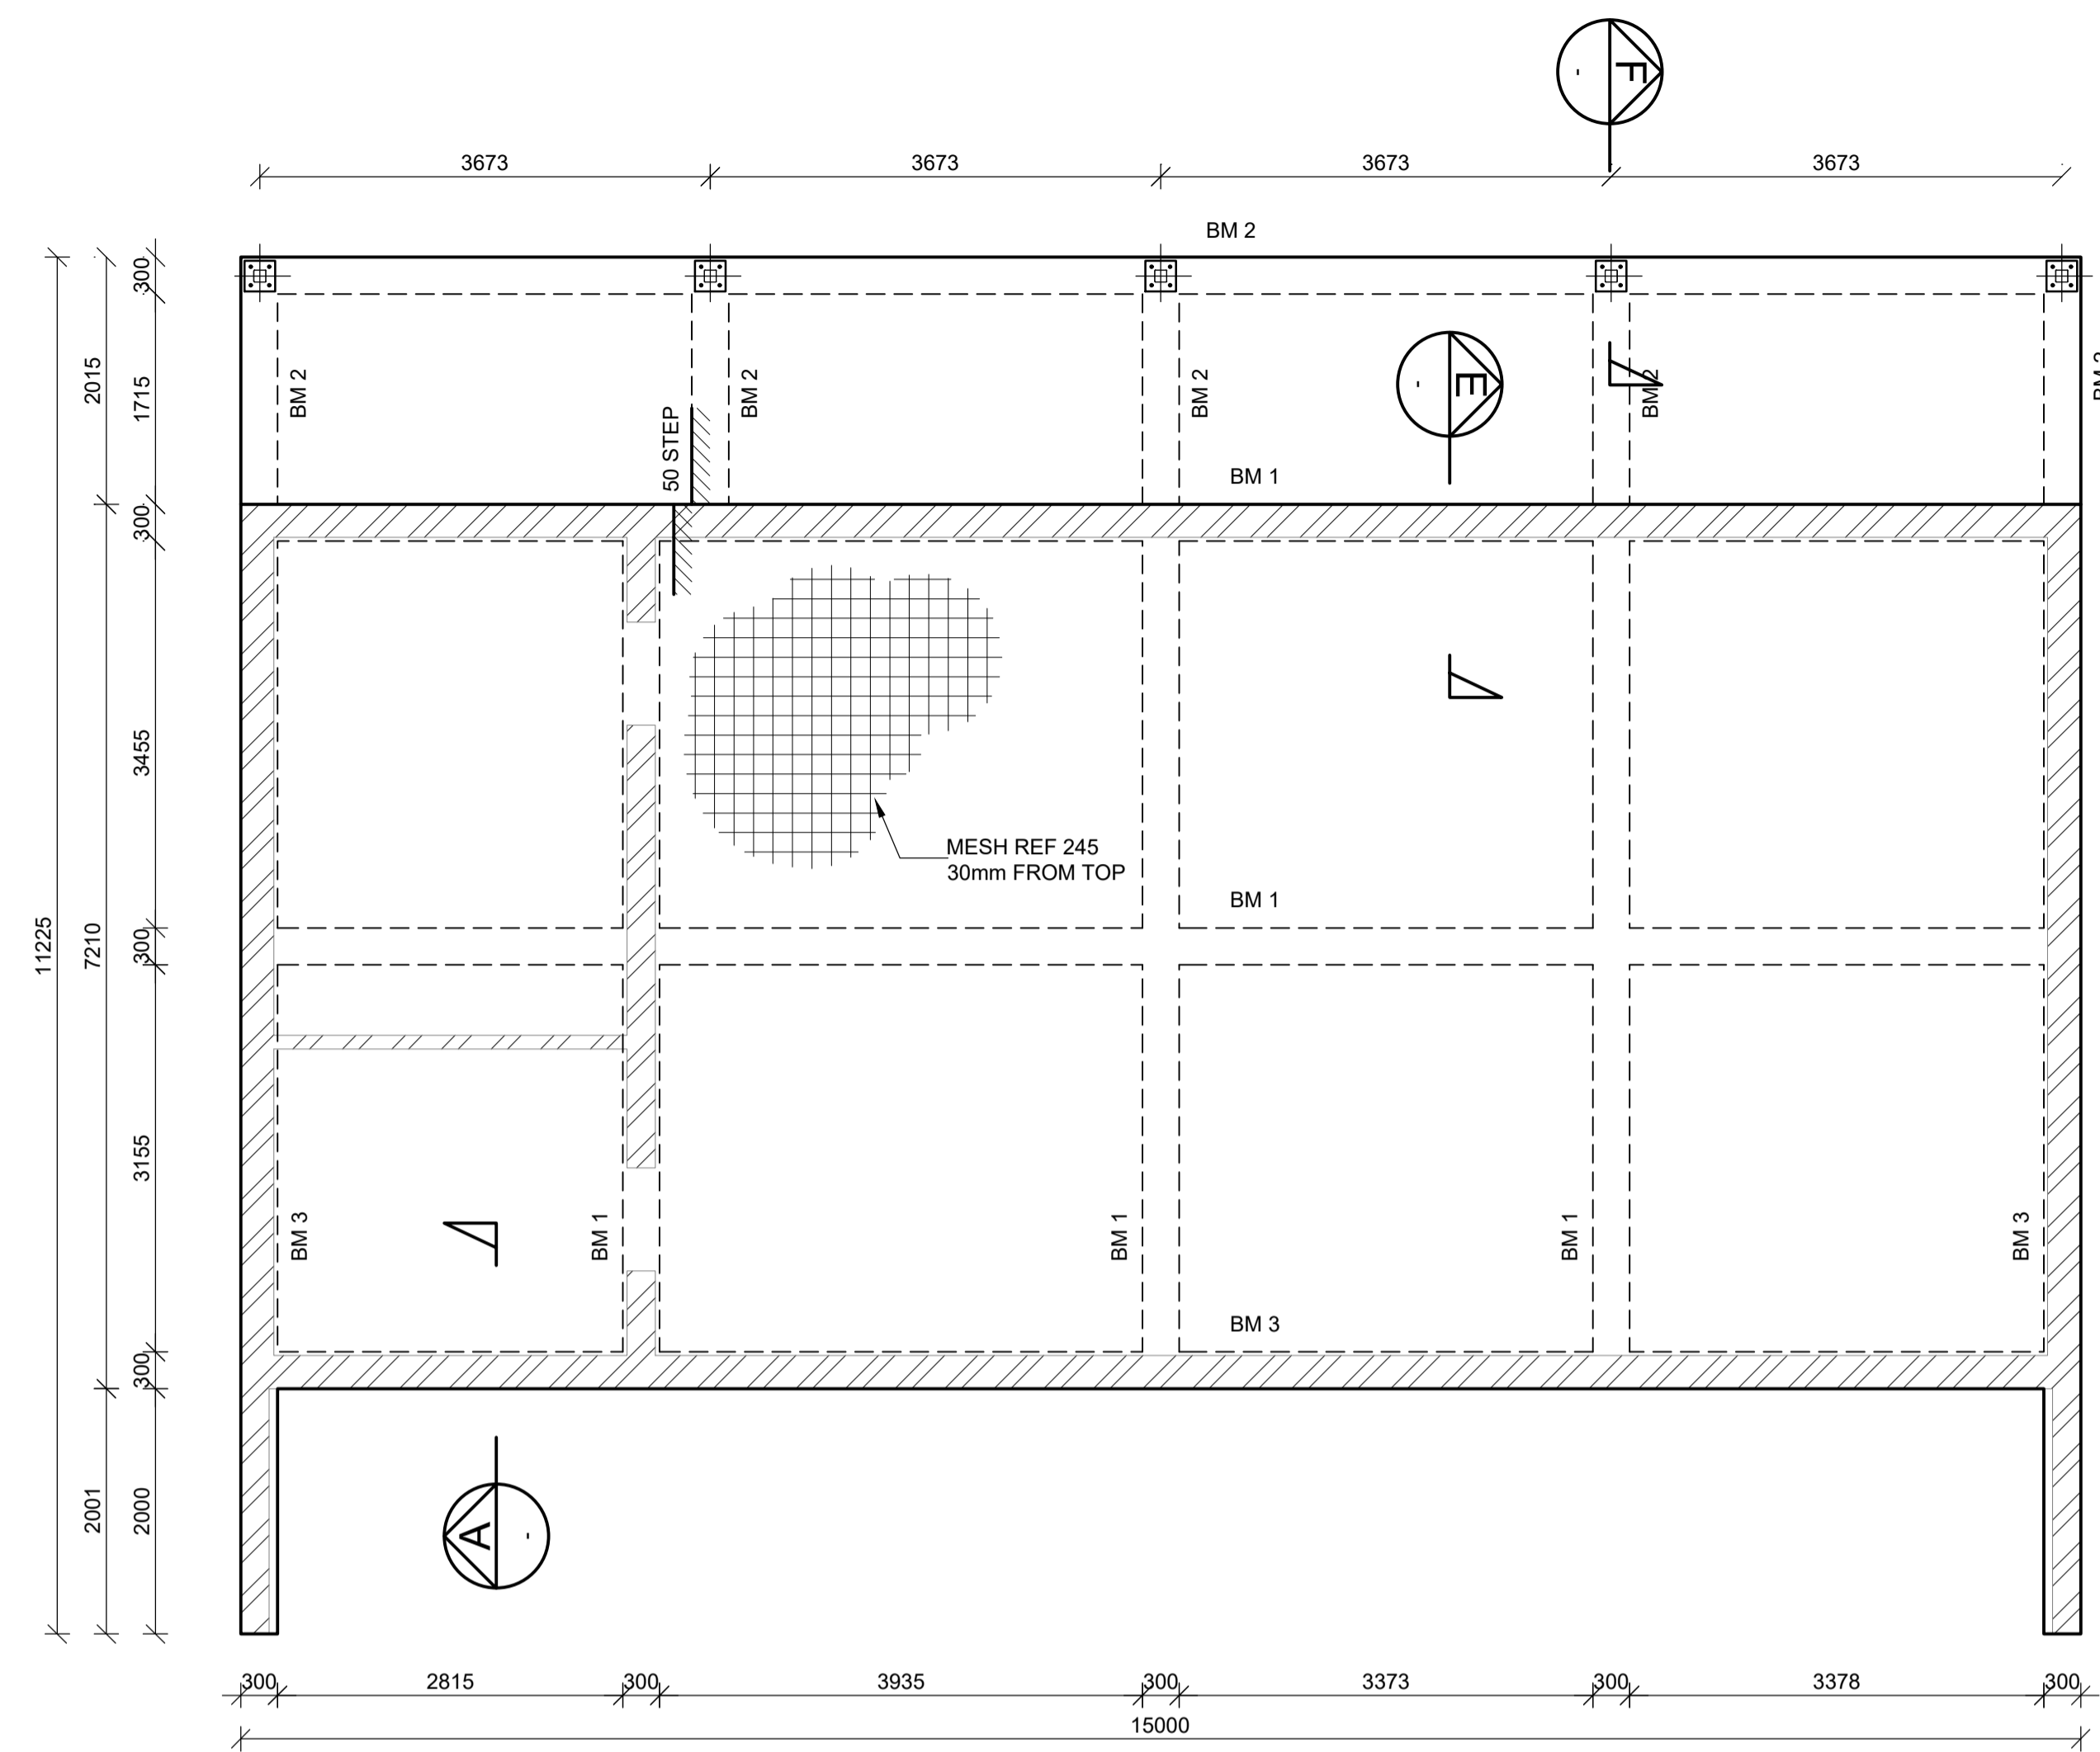 F
-
3673 3673 3673 3673
BM 2
300
2015
1715
BM 2
BM 2
BM 2
BM 2
E
-
50 STEP
BM 1
300
3455
MESH REF 245
30mm FROM TOP
BM 1
11225
7210
300
3155
BM 3
BM 1
BM 1
BM 1
BM 3
BM 3
300
2001
2000
A
-
300 2815 300 3935 300 3373 300 3378 300
15000